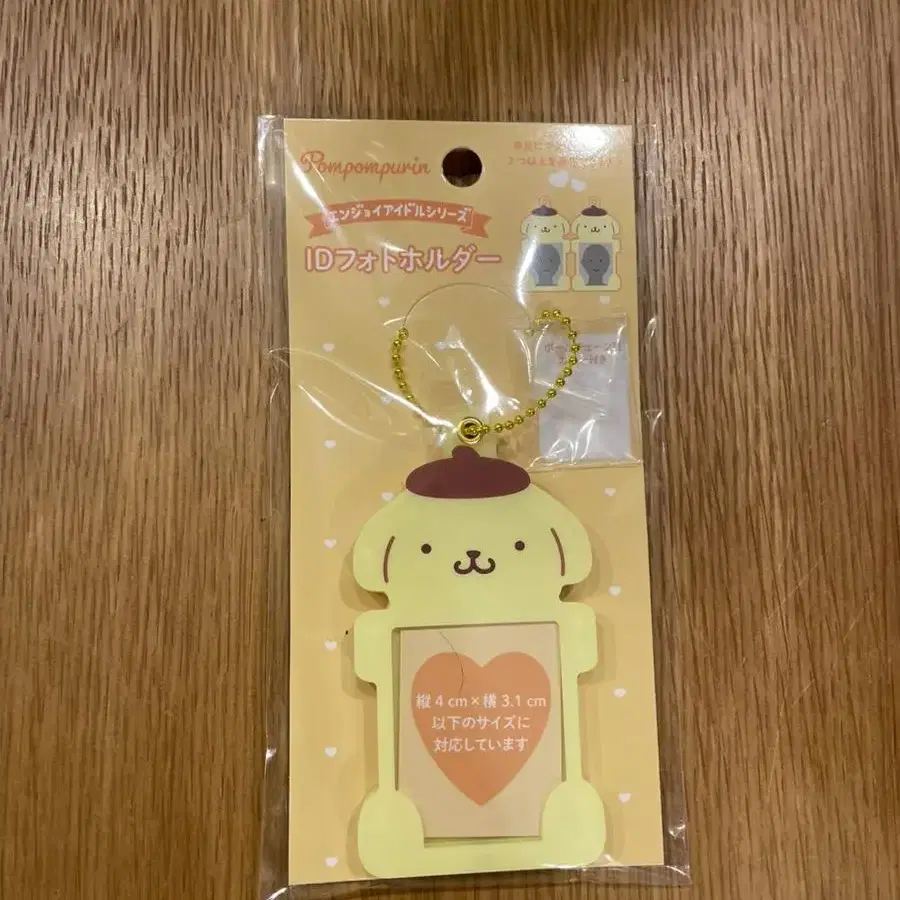 Pompompurin
エンジョイアイドルシリーズ
IDフォトホルダー
縦 4 cm×横 3.1 cm
以下のサイズに
対応しています